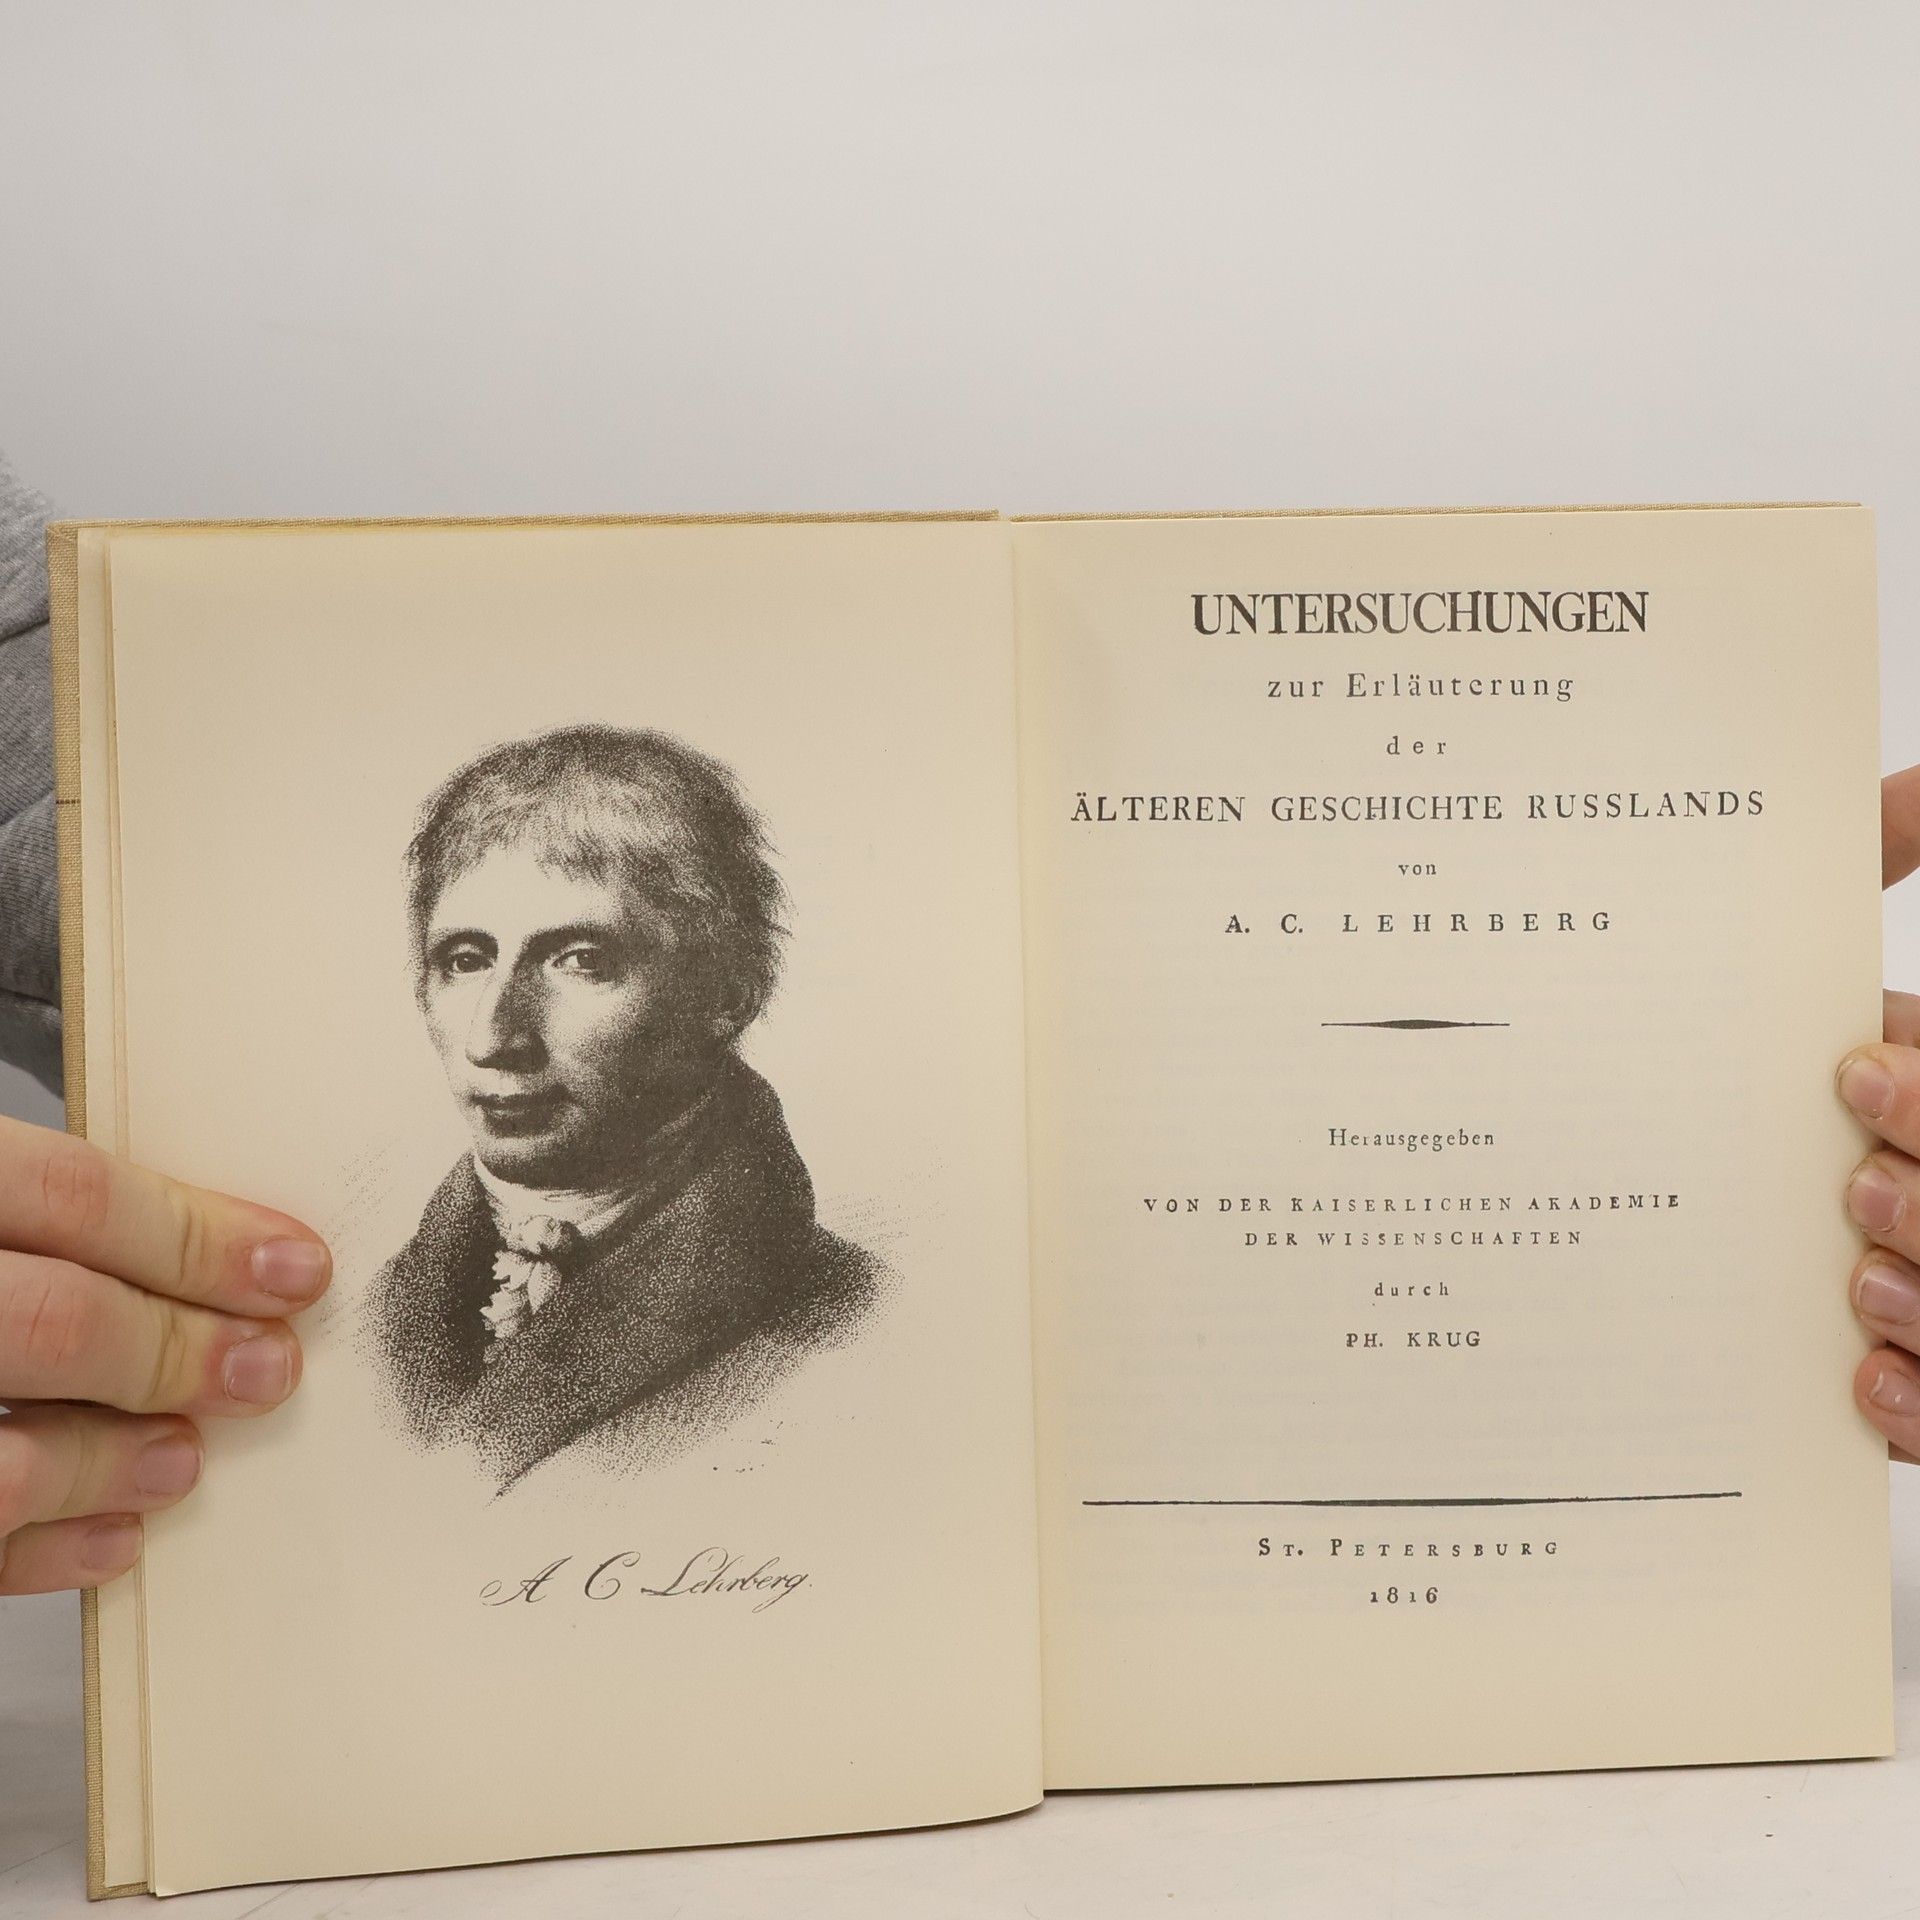 A C Lehrberg.
UNTERSUCHUNGEN
zur Erläuterung
der
ÄLTEREN GESCHICHTE RUSSLANDS
von
A. C. LEHRBERG
Herausgegeben
VON DER KAISERLICHEN AKADEMIE
DER WISSENSCHAFTEN
durch
PH. KRUG
ST. PETERSBURG
1816